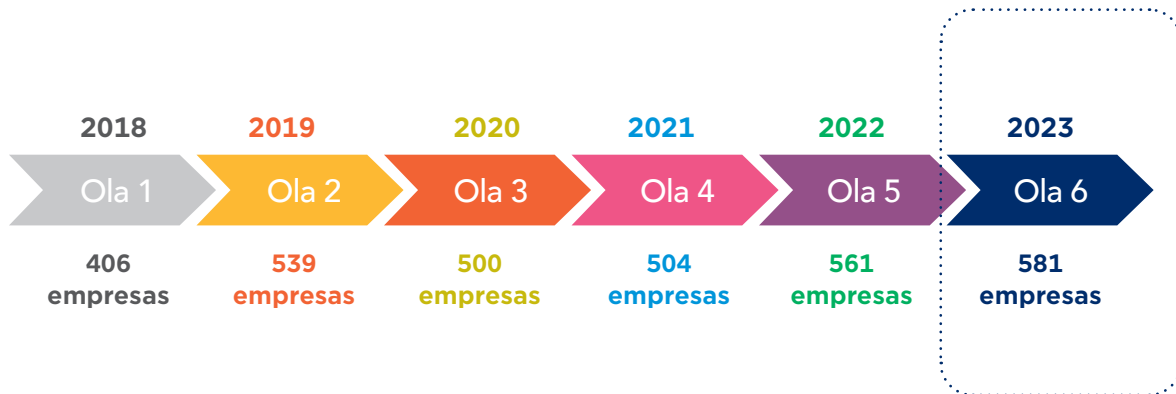 2018
2019
2020
2021
2022
2023
Ola 1
Ola 2
Ola 3
Ola 4
Ola 5
Ola 6
406
empresas
539
empresas
500
empresas
504
empresas
561
empresas
581
empresas